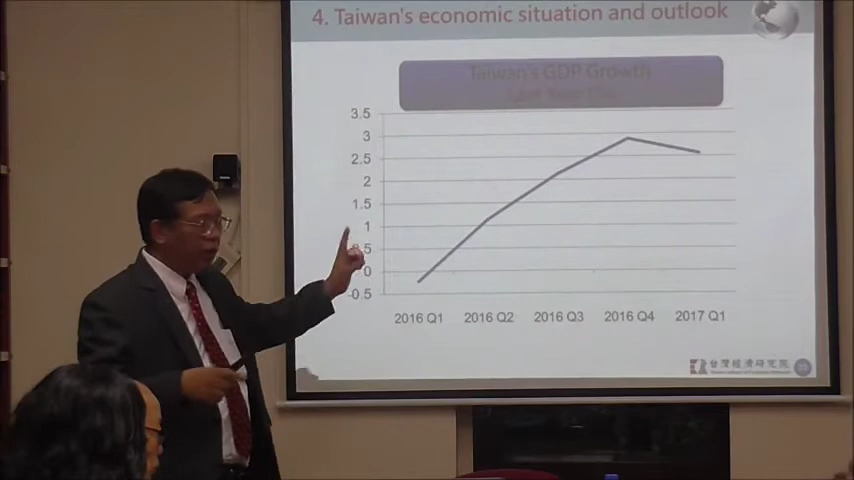 4. Taiwan's economic situation and outlook
Taiwan's GDP Growth
3.5
3
2.5
2
1.5
1
0
-0.5
2016 Q1
2016 Q2
2016 Q3
2016 Q4
2017 Q1
台灣經濟研究院